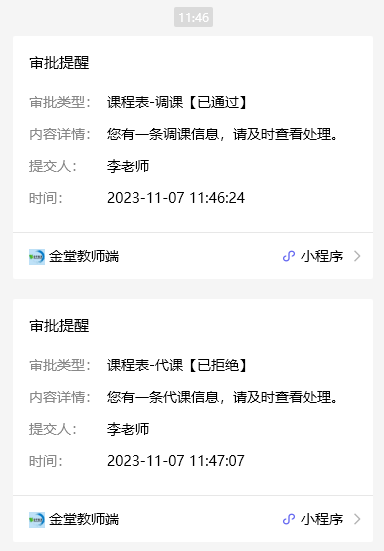 11:46
审批提醒
审批类型： 课程表-调课【已通过】
内容详情： 您有一条调课信息，请及时查看处理。
提交人： 李老师
时间： 2023-11-07 11:46:24
金堂教师端 小程序
审批提醒
审批类型： 课程表-代课【已拒绝】
内容详情： 您有一条代课信息，请及时查看处理。
提交人： 李老师
时间： 2023-11-07 11:47:07
金堂教师端 小程序